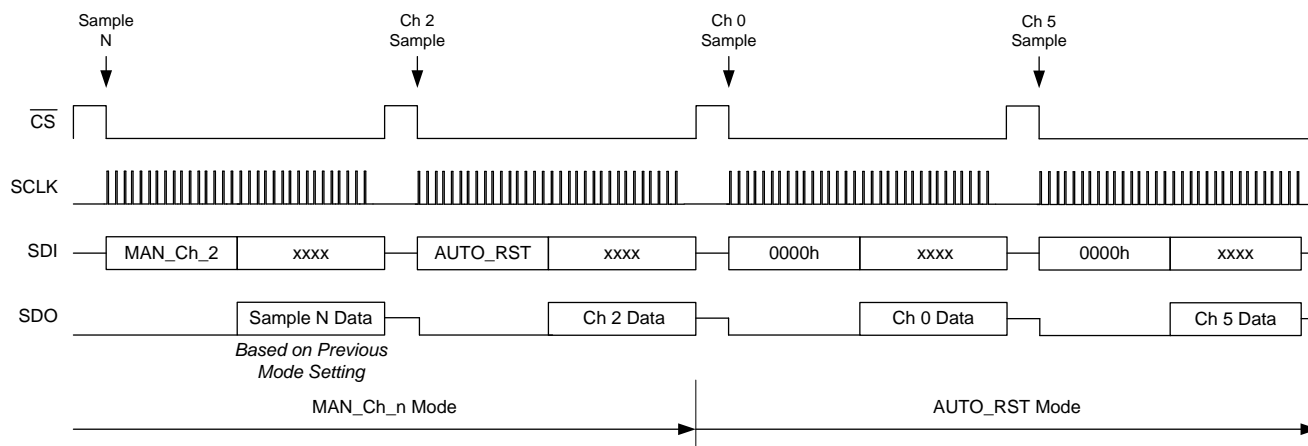 Sample
N
Ch 2
Sample
Ch 0
Sample
Ch 5
Sample
CS
SCLK
SDI
MAN_Ch_2
xxxx
AUTO_RST
xxxx
0000h
xxxx
0000h
xxxx
SDO
Sample N Data
Ch 2 Data
Ch 0 Data
Ch 5 Data
Based on Previous
Mode Setting
MAN_Ch_n Mode
AUTO_RST Mode